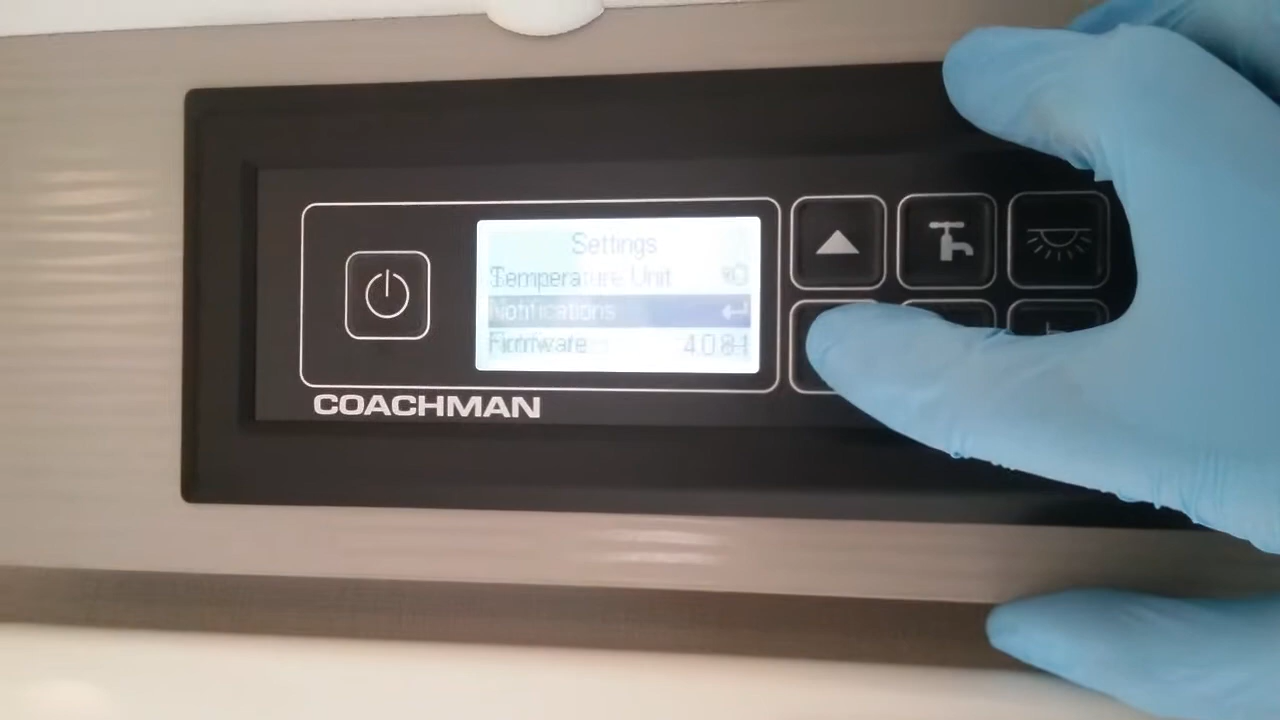 Settings
Temperature Unit
Notifications
Firmware
COACHMAN